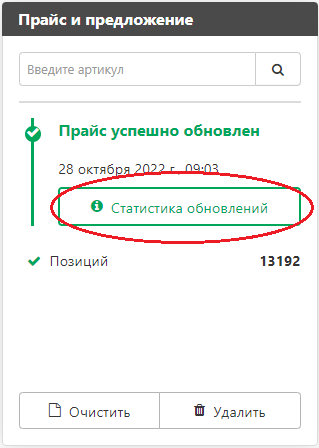 Прайс и предложение
Введите артикул
Прайс успешно обновлен
28 октября 2022 г., 09:03
Статистика обновлений
Позиций 13192
Очистить Удалить